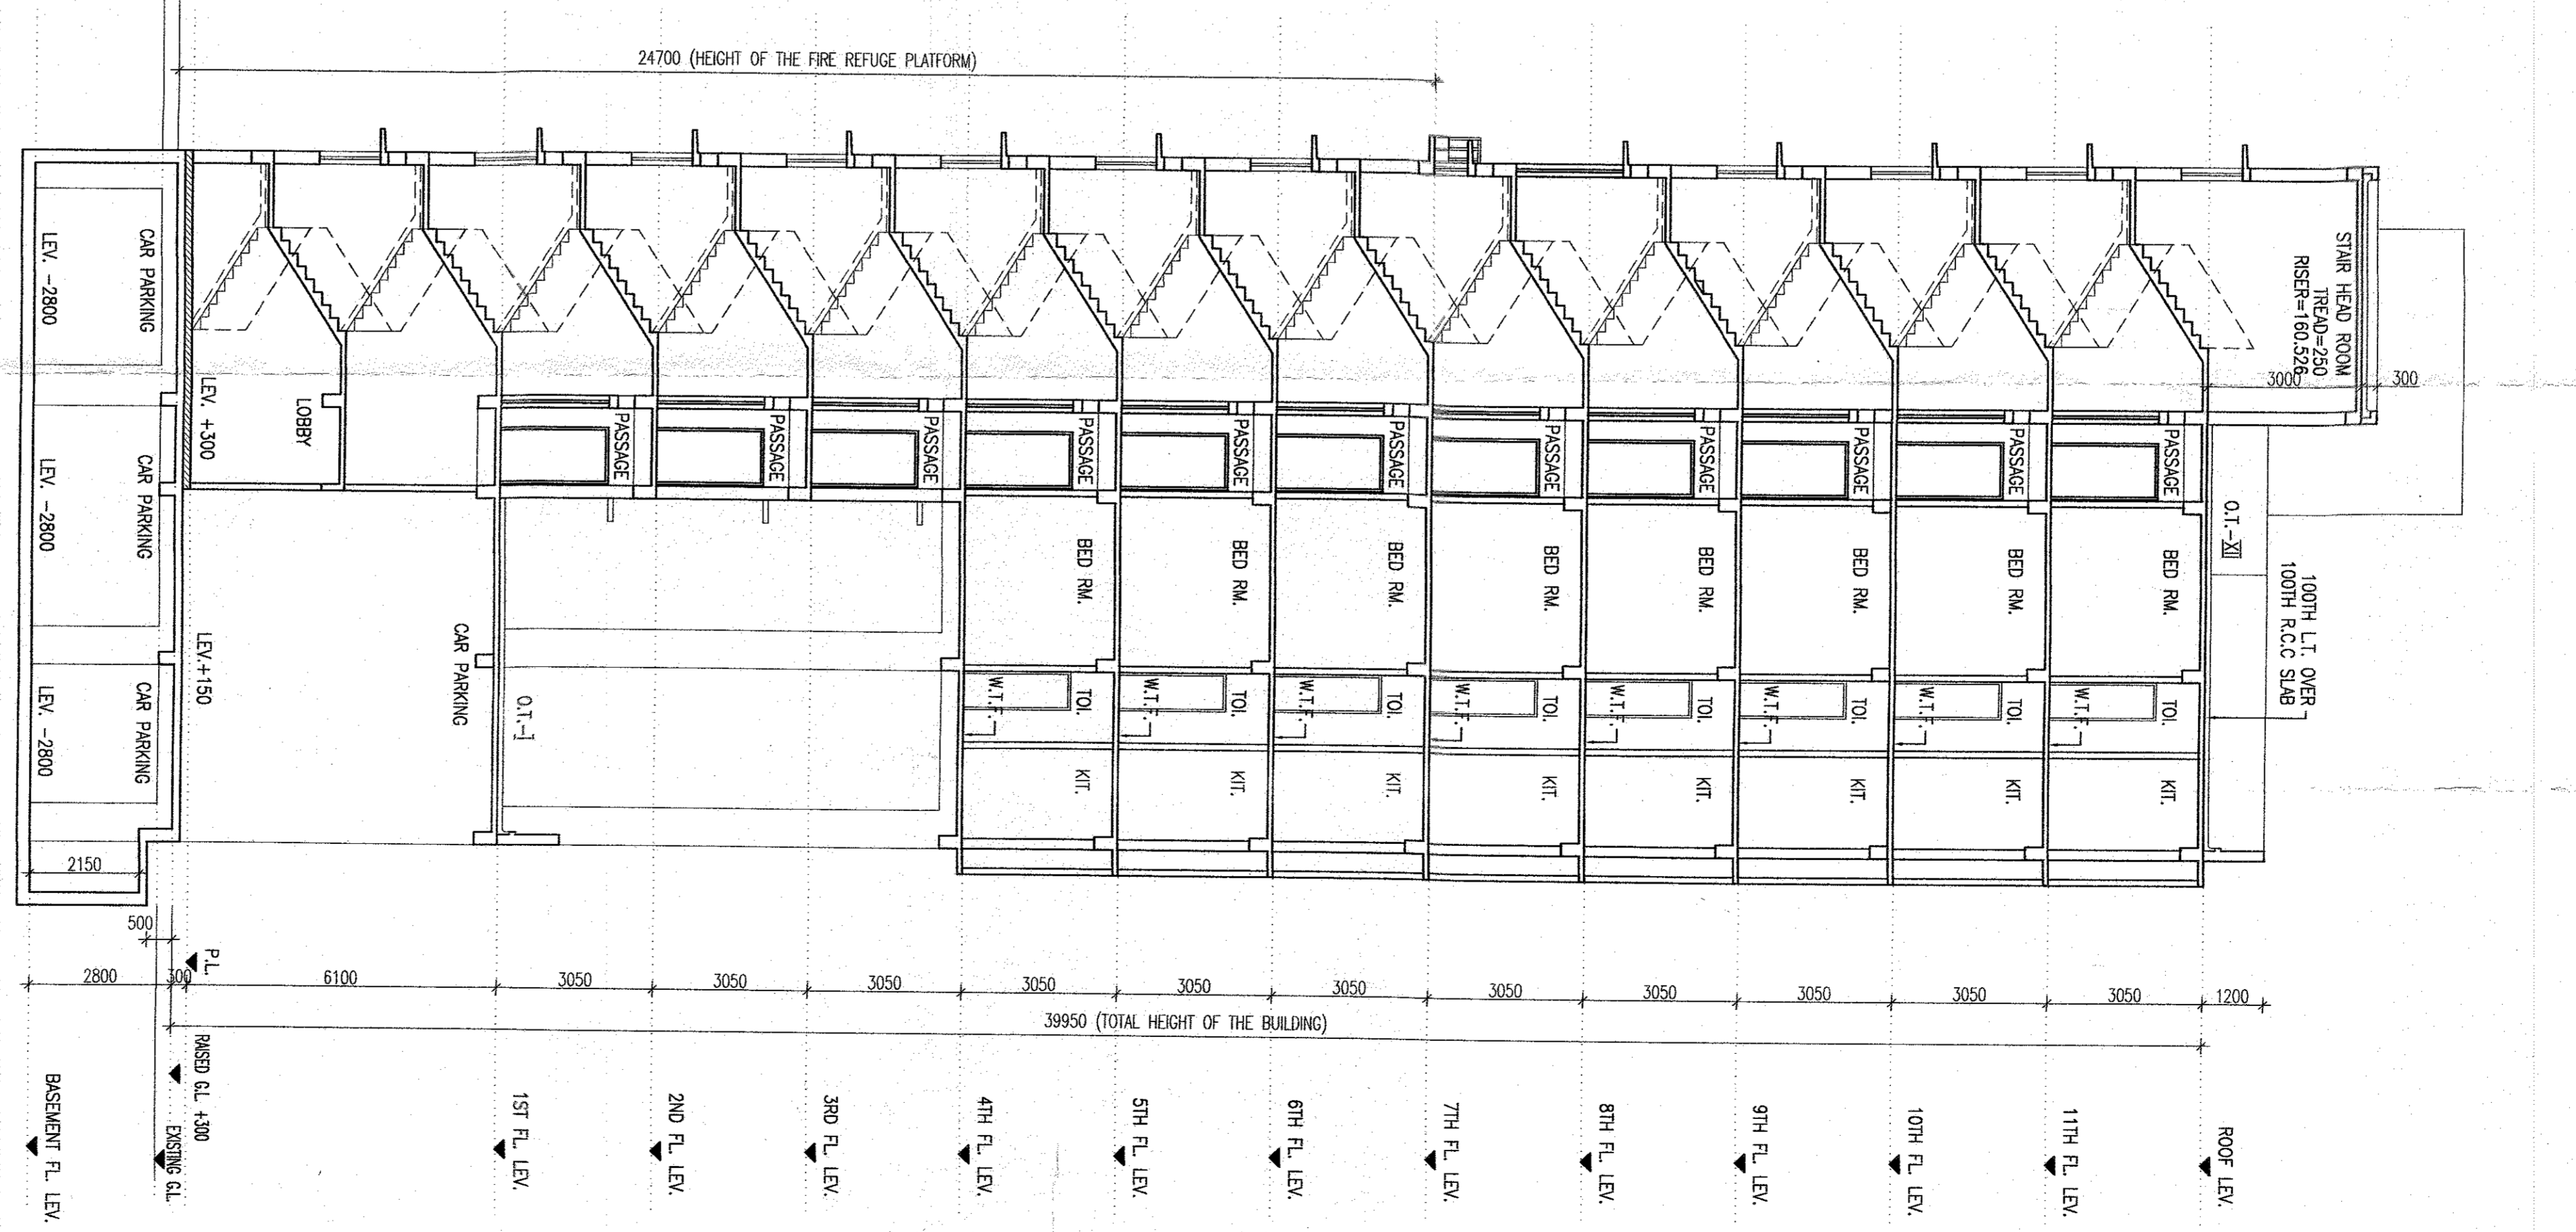 24700 (HEIGHT OF THE FIRE REFUGE PLATFORM)
STAIR HEAD ROOM
TREAD=250
RISER=160.526
3000
300
CAR PARKING
LEV. -2800
CAR PARKING
LEV. -2800
CAR PARKING
LEV. -2800
LEV. +300
LOBBY
LEV.+150
CAR PARKING
O.T.-I
PASSAGE
PASSAGE
PASSAGE
PASSAGE
PASSAGE
PASSAGE
PASSAGE
PASSAGE
PASSAGE
PASSAGE
PASSAGE
BED RM.
BED RM.
BED RM.
BED RM.
BED RM.
BED RM.
BED RM.
BED RM.
TOI.
TOI.
TOI.
TOI.
TOI.
TOI.
TOI.
TOI.
W.T.F.
W.T.F.
W.T.F.
W.T.F.
W.T.F.
W.T.F.
W.T.F.
W.T.F.
KIT.
KIT.
KIT.
KIT.
KIT.
KIT.
KIT.
KIT.
O.T.-XII
100TH L.T. OVER
100TH R.C.C SLAB
2150
500
P.L.
2800
300
6100
3050
3050
3050
3050
3050
3050
3050
3050
3050
3050
3050
1200
39950 (TOTAL HEIGHT OF THE BUILDING)
BASEMENT FL. LEV.
EXISTING G.L.
RAISED G.L. +300
1ST FL. LEV.
2ND FL. LEV.
3RD FL. LEV.
4TH FL. LEV.
5TH FL. LEV.
6TH FL. LEV.
7TH FL. LEV.
8TH FL. LEV.
9TH FL. LEV.
10TH FL. LEV.
11TH FL. LEV.
ROOF LEV.